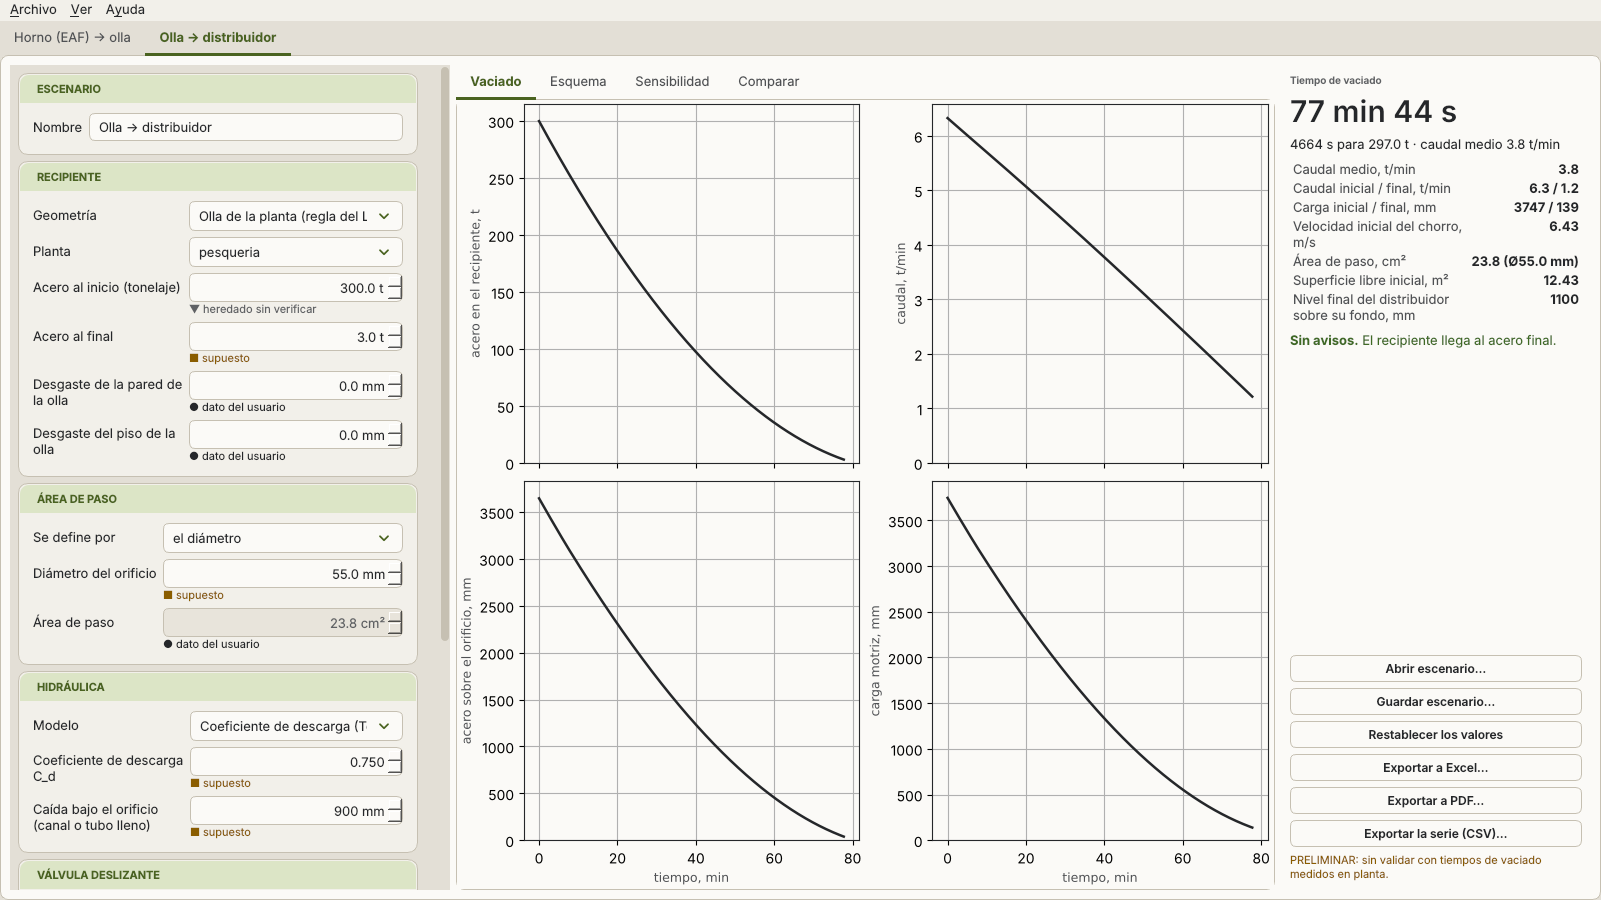 Archivo Ver Ayuda
Horno (EAF) → olla Olla → distribuidor
ESCENARIO
Nombre Olla → distribuidor
RECIPIENTE
Geometría Olla de la planta (regla del L
Planta pesqueria
Acero al inicio (tonelaje) 300.0 t
▼ heredado sin verificar
Acero al final 3.0 t
■ supuesto
Desgaste de la pared de
la olla
0.0 mm
● dato del usuario
Desgaste del piso de la
olla
0.0 mm
● dato del usuario
ÁREA DE PASO
Se define por el diámetro
Diámetro del orificio 55.0 mm
■ supuesto
Área de paso 23.8 cm²
● dato del usuario
HIDRÁULICA
Modelo Coeficiente de descarga (T
Coeficiente de descarga
C_d
0.750
■ supuesto
Caída bajo el orificio
(canal o tubo lleno)
900 mm
■ supuesto
VÁLVULA DESLIZANTE
Vaciado Esquema Sensibilidad Comparar
acero en el recipiente, t
300
250
200
150
100
50
0
caudal, t/min
6
5
4
3
2
1
0
acero sobre el orificio, mm
3500
3000
2500
2000
1500
1000
500
0
0 20 40 60 80
tiempo, min
carga motriz, mm
3500
3000
2500
2000
1500
1000
500
0
0 20 40 60 80
tiempo, min
Tiempo de vaciado
77 min 44 s
4664 s para 297.0 t · caudal medio 3.8 t/min
Caudal medio, t/min 3.8
Caudal inicial / final, t/min 6.3 / 1.2
Carga inicial / final, mm 3747 / 139
Velocidad inicial del chorro, 6.43
m/s
Área de paso, cm² 23.8 (Ø55.0 mm)
Superficie libre inicial, m² 12.43
Nivel final del distribuidor 1100
sobre su fondo, mm
Sin avisos. El recipiente llega al acero final.
Abrir escenario...
Guardar escenario...
Restablecer los valores
Exportar a Excel...
Exportar a PDF...
Exportar la serie (CSV)...
PRELIMINAR: sin validar con tiempos de vaciado
medidos en planta.